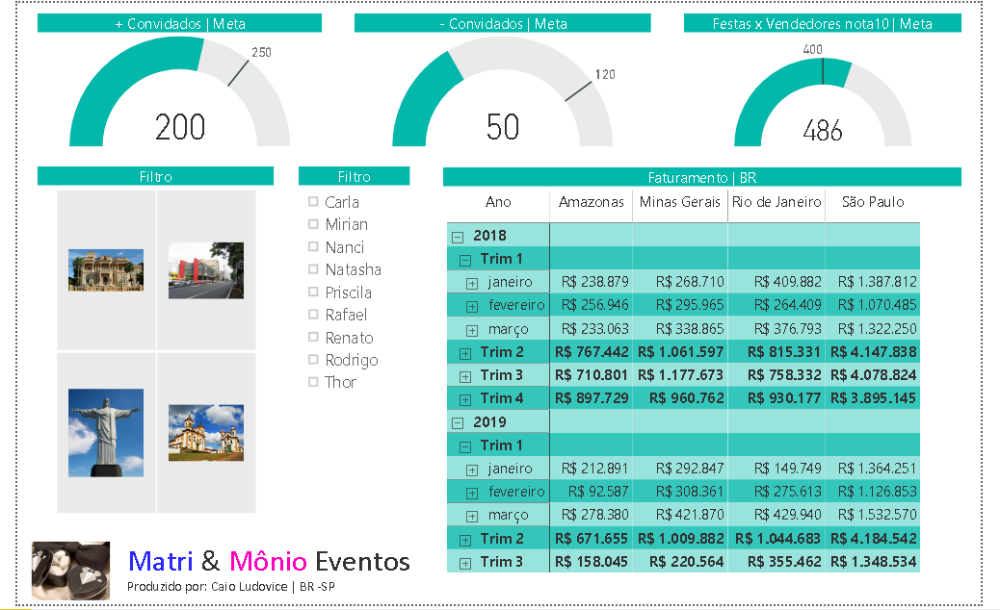 + Convidados | Meta
- Convidados | Meta
Festas x Vendedores nota10 | Meta
250
200
120
50
400
486
Filtro
Filtro
Carla
Mirian
Nanci
Natasha
Priscila
Rafael
Renato
Rodrigo
Thor
Faturamento | BR
Ano Amazonas Minas Gerais Rio de Janeiro São Paulo
2018
Trim 1
janeiro R$ 238.879 R$ 268.710 R$ 409.882 R$ 1.387.812
fevereiro R$ 256.946 R$ 295.965 R$ 264.409 R$ 1.070.485
março R$ 233.063 R$ 338.865 R$ 376.793 R$ 1.322.250
Trim 2 R$ 767.442 R$ 1.061.597 R$ 815.331 R$ 4.147.838
Trim 3 R$ 710.801 R$ 1.177.673 R$ 758.332 R$ 4.078.824
Trim 4 R$ 897.729 R$ 960.762 R$ 930.177 R$ 3.895.145
2019
Trim 1
janeiro R$ 212.891 R$ 292.847 R$ 149.749 R$ 1.364.251
fevereiro R$ 92.587 R$ 308.361 R$ 275.613 R$ 1.126.853
março R$ 278.380 R$ 421.870 R$ 429.940 R$ 1.532.570
Trim 2 R$ 671.655 R$ 1.009.882 R$ 1.044.683 R$ 4.184.542
Trim 3 R$ 158.045 R$ 220.564 R$ 355.462 R$ 1.348.534
Matri & Mônio Eventos
Produzido por: Caio Ludovice | BR -SP